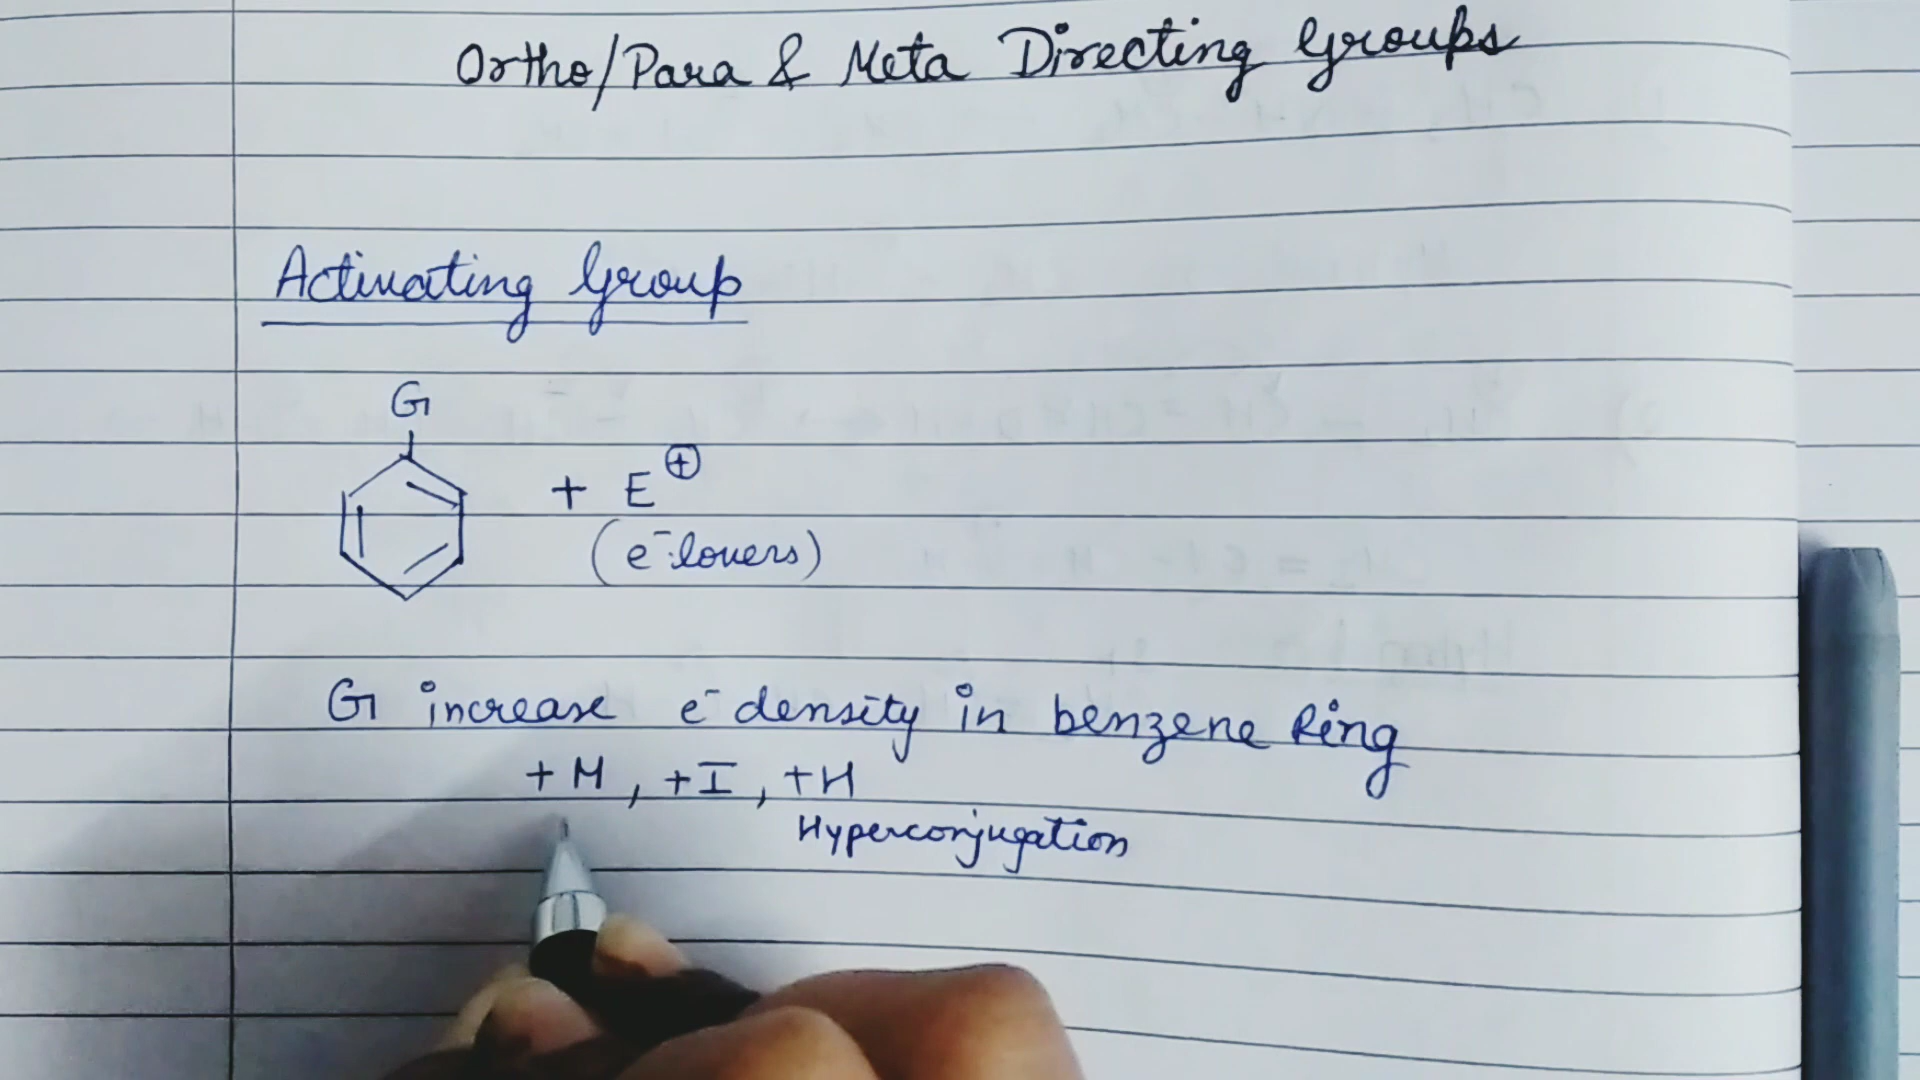 Ortho/Para & Meta Directing Groups
Activating Group
G
+ E⊕
(e⁻lovers)
G increase e⁻ density in benzene Ring
+M, +I, +H
Hyperconjugation